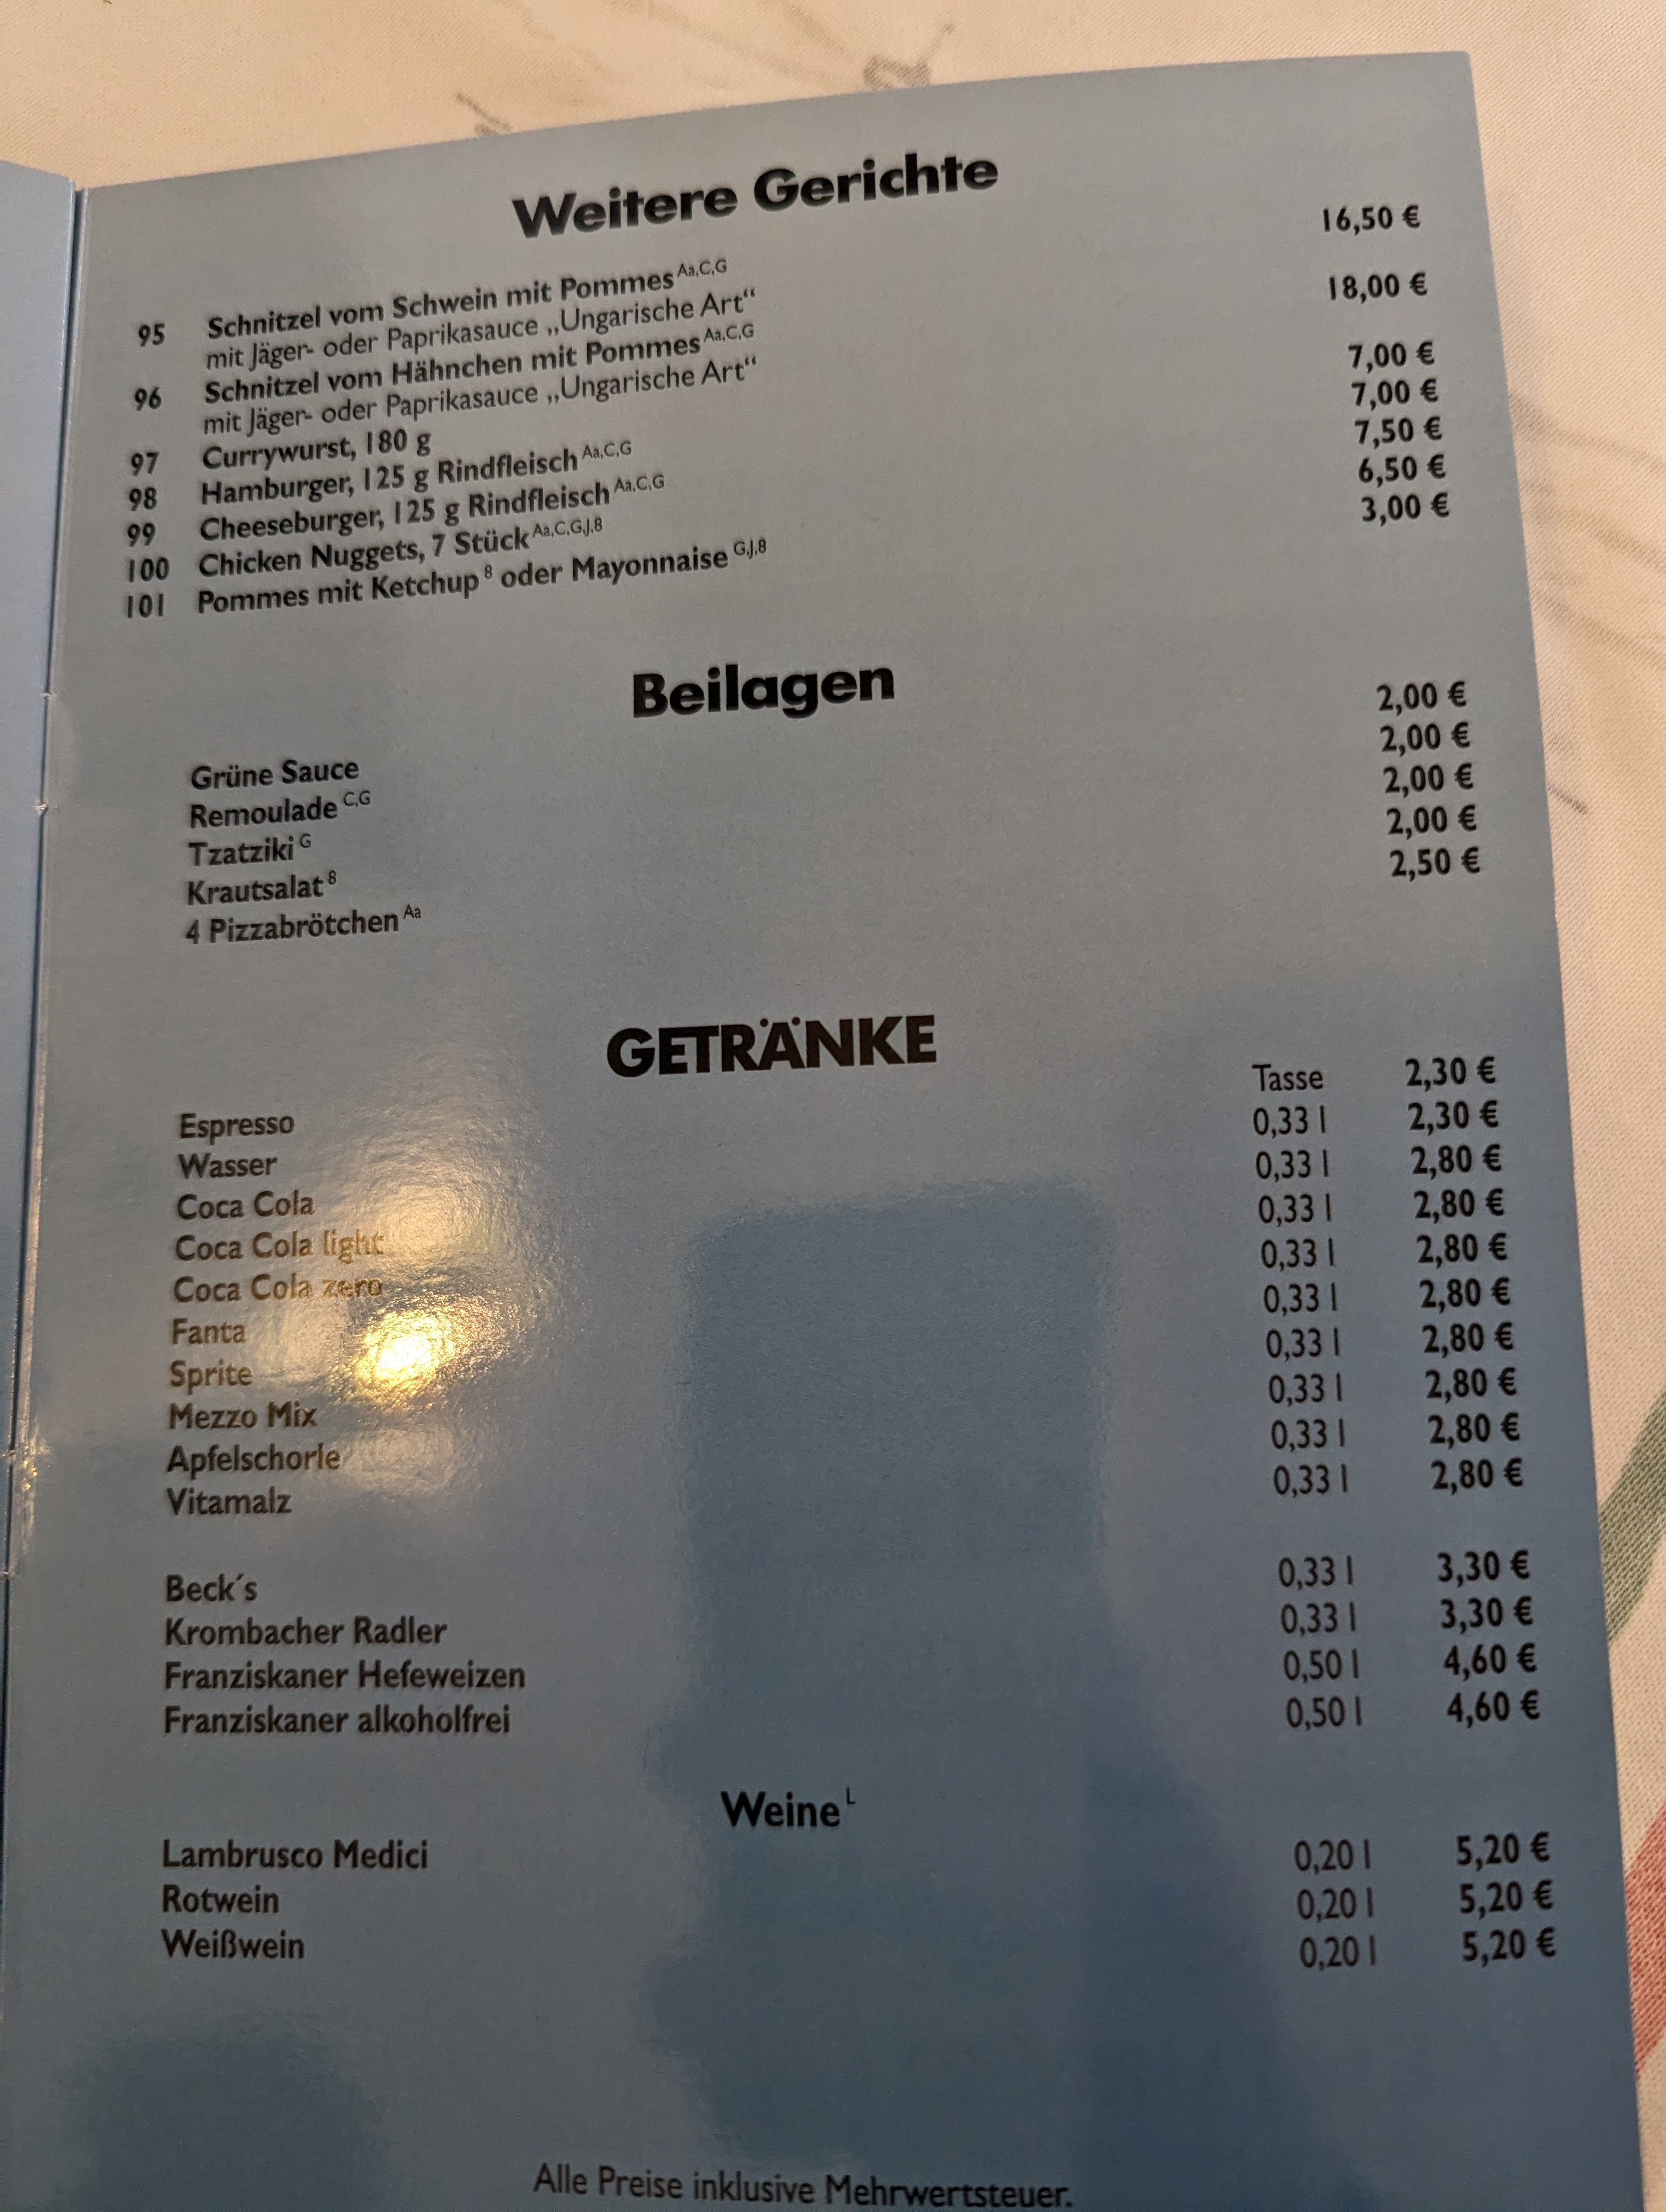 Weitere Gerichte
95 Schnitzel vom Schwein mit Pommes Aa,C,G 16,50 €
mit Jäger- oder Paprikasauce „Ungarische Art“
96 Schnitzel vom Hähnchen mit Pommes Aa,C,G 18,00 €
mit Jäger- oder Paprikasauce „Ungarische Art“
97 Currywurst, 180 g 7,00 €
98 Hamburger, 125 g Rindfleisch Aa,C,G 7,00 €
99 Cheeseburger, 125 g Rindfleisch Aa,C,G 7,50 €
100 Chicken Nuggets, 7 Stück Aa,C,G,J,8 6,50 €
101 Pommes mit Ketchup 8 oder Mayonnaise G,J,8 3,00 €
Beilagen
Grüne Sauce 2,00 €
Remoulade C,G 2,00 €
Tzatziki G 2,00 €
Krautsalat 8 2,00 €
4 Pizzabrötchen Aa 2,50 €
GETRÄNKE
Espresso Tasse 2,30 €
Wasser 0,33 l 2,30 €
Coca Cola 0,33 l 2,80 €
Coca Cola light 0,33 l 2,80 €
Coca Cola zero 0,33 l 2,80 €
Fanta 0,33 l 2,80 €
Sprite 0,33 l 2,80 €
Mezzo Mix 0,33 l 2,80 €
Apfelschorle 0,33 l 2,80 €
Vitamalz 0,33 l 2,80 €
Beck´s 0,33 l 3,30 €
Krombacher Radler 0,33 l 3,30 €
Franziskaner Hefeweizen 0,50 l 4,60 €
Franziskaner alkoholfrei 0,50 l 4,60 €
Weine L
Lambrusco Medici 0,20 l 5,20 €
Rotwein 0,20 l 5,20 €
Weißwein 0,20 l 5,20 €
Alle Preise inklusive Mehrwertsteuer.